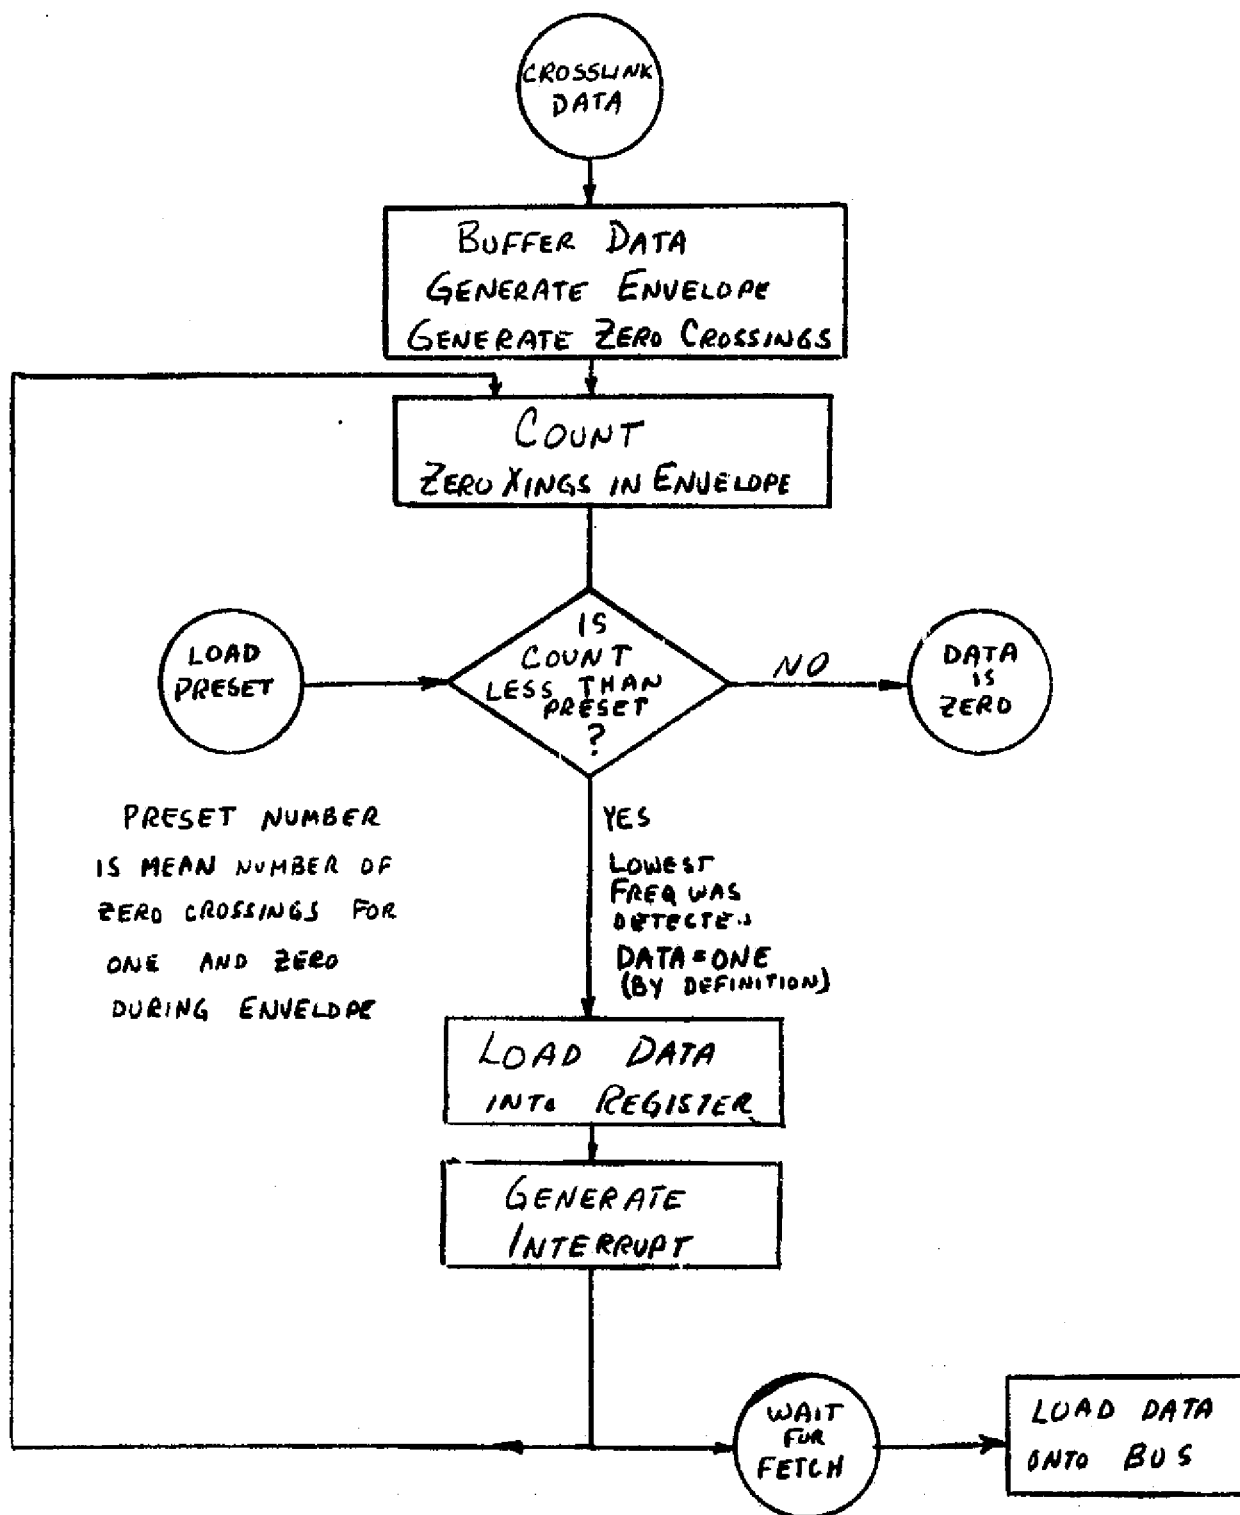 CROSSLINK
DATA
BUFFER DATA
GENERATE ENVELOPE
GENERATE ZERO CROSSINGS
COUNT
ZERO XINGS IN ENVELOPE
LOAD
PRESET
IS
COUNT
LESS THAN
PRESET
?
NO
DATA
IS
ZERO
PRESET NUMBER
IS MEAN NUMBER OF
ZERO CROSSINGS FOR
ONE AND ZERO
DURING ENVELOPE
YES
LOWEST
FREQ WAS
DETECTED
DATA = ONE
(BY DEFINITION)
LOAD DATA
INTO REGISTER
GENERATE
INTERRUPT
WAIT
FOR
FETCH
LOAD DATA
ONTO BUS